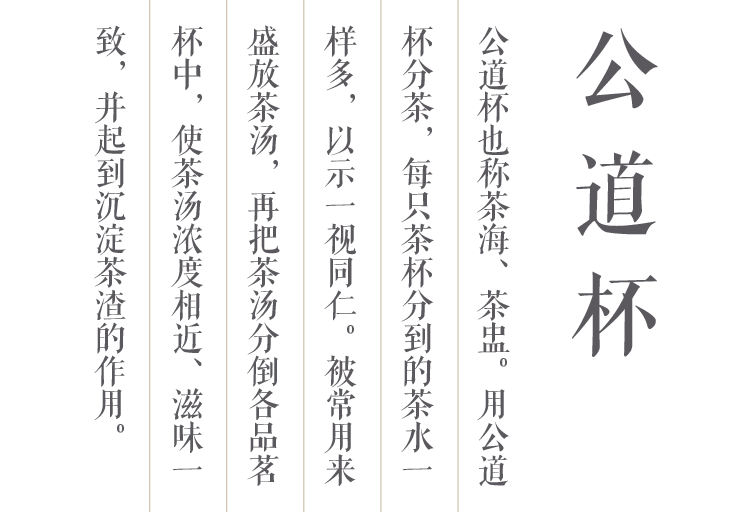 公道杯
公道杯也称茶海、茶盅。用公道
杯分茶，每只茶杯分到的茶水一
样多，以示一视同仁。被常用来
盛放茶汤，再把茶汤分倒各品茗
杯中，使茶汤浓度相近、滋味一
致，并起到沉淀茶渣的作用。